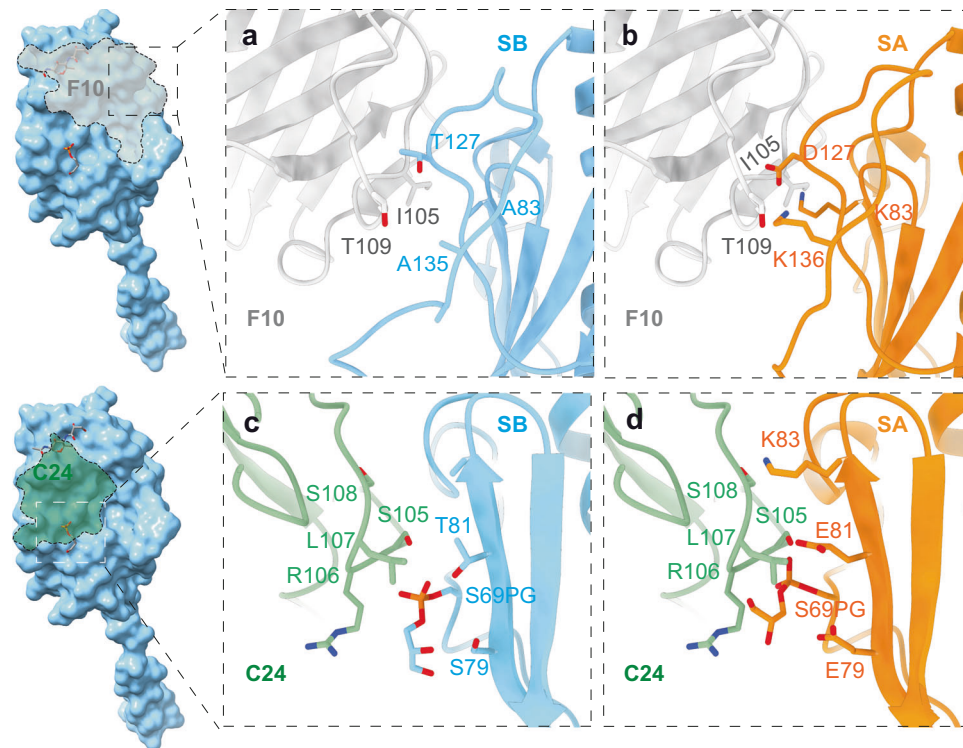 F10
a
SB
T127
I105
A83
T109
A135
F10
b
SA
I105
D127
K83
T109
K136
F10
C24
c
SB
S108
S105
T81
L107
R106
S69PG
S79
C24
d
SA
K83
S108
S105
E81
L107
R106
S69PG
E79
C24